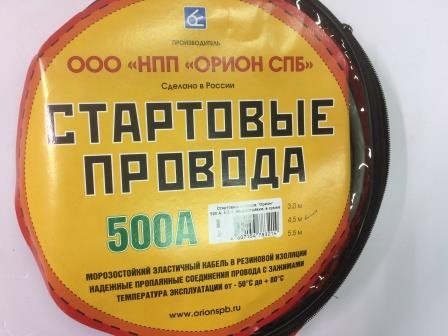 ПРОИЗВОДИТЕЛЬ
ООО «НПП «ОРИОН СПБ»
Сделано в России
СТАРТОВЫЕ
ПРОВОДА
500А
3,0 м
4,5 м
5,5 м
МОРОЗОСТОЙКИЙ ЭЛАСТИЧНЫЙ КАБЕЛЬ В РЕЗИНОВОЙ ИЗОЛЯЦИИ
НАДЕЖНЫЕ ПРОПАЯННЫЕ СОЕДИНЕНИЯ ПРОВОДА С ЗАЖИМАМИ
ТЕМПЕРАТУРА ЭКСПЛУАТАЦИИ от - 50°С до + 80°С
www.orionspb.ru